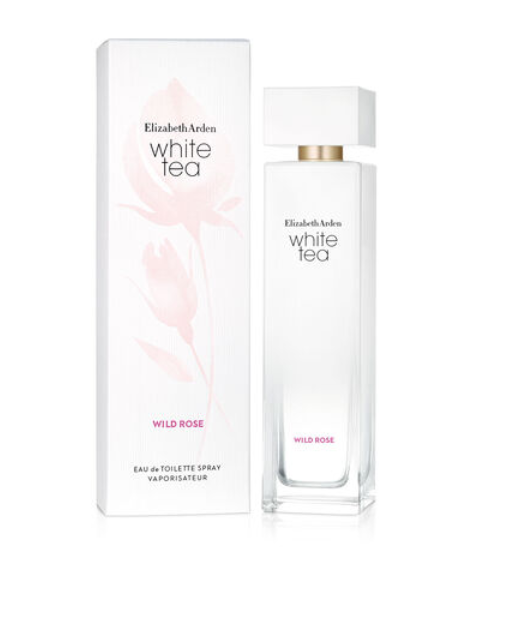 ElizabethArden
white
tea
WILD ROSE
EAU de TOILETTE SPRAY
VAPORISATEUR
ElizabethArden
white
tea
WILD ROSE